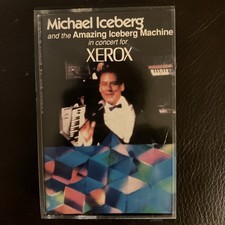 Michael Iceberg
and the Amazing Iceberg Machine
in concert for
XEROX